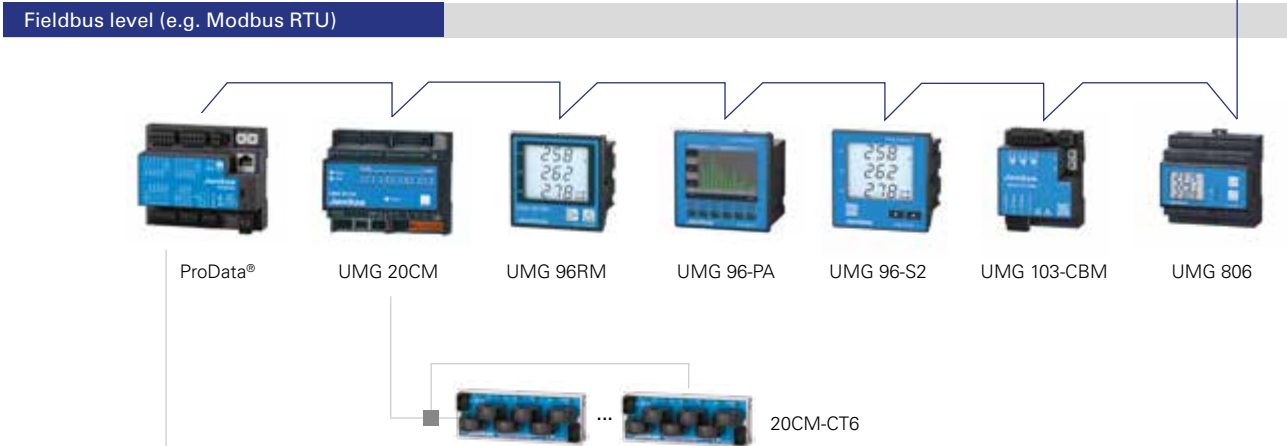 Fieldbus level (e.g. Modbus RTU)
258
262
278
258
262
278
ProData®
UMG 20CM
UMG 96RM
UMG 96-PA
UMG 96-S2
UMG 103-CBM
UMG 806
...
20CM-CT6